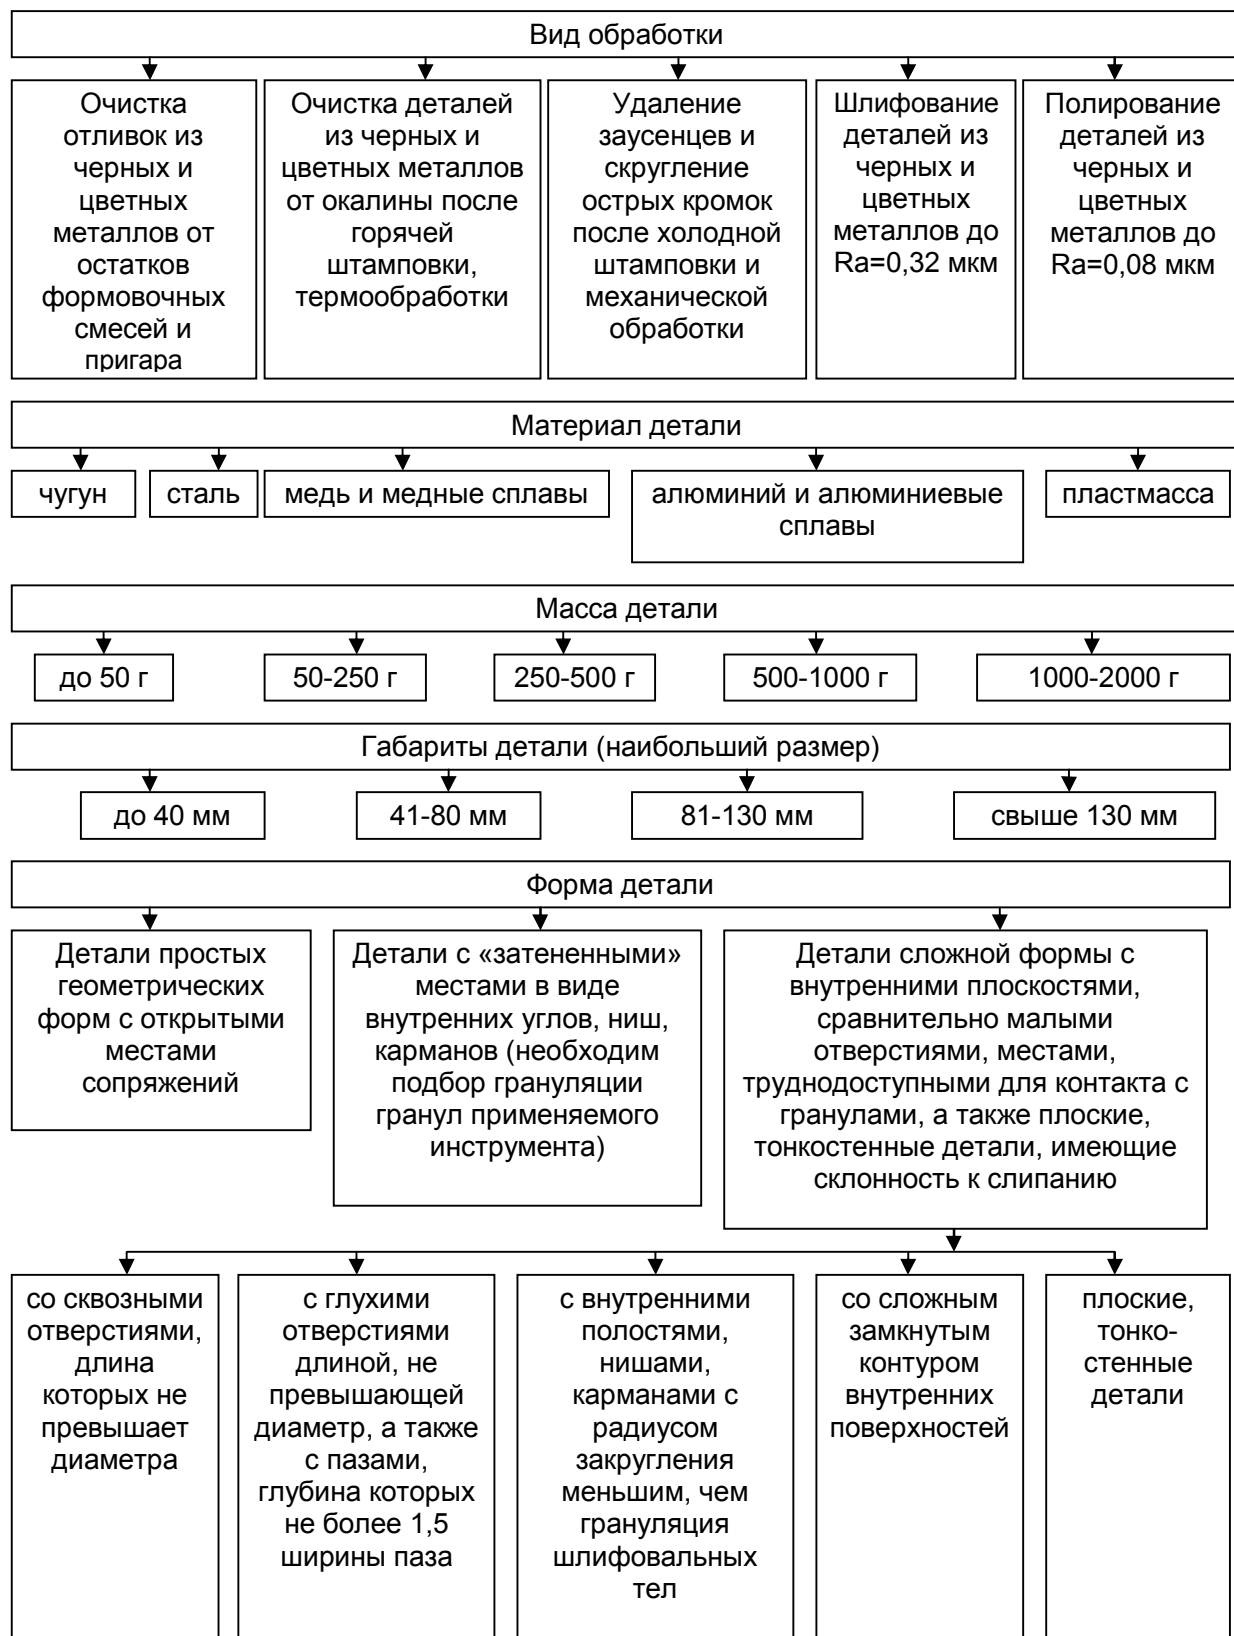 Вид обработки
Очистка
отливок из
черных и
цветных
металлов от
остатков
формовочных
смесей и
пригара
Очистка деталей
из черных и
цветных металлов
от окалины после
горячей
штамповки,
термообработки
Удаление
заусенцев и
скругление
острых кромок
после холодной
штамповки и
механической
обработки
Шлифование
деталей из
черных и
цветных
металлов до
Ra=0,32 мкм
Полирование
деталей из
черных и
цветных
металлов до
Ra=0,08 мкм
Материал детали
чугун
сталь
медь и медные сплавы
алюминий и алюминиевые
сплавы
пластмасса
Масса детали
до 50 г
50-250 г
250-500 г
500-1000 г
1000-2000 г
Габариты детали (наибольший размер)
до 40 мм
41-80 мм
81-130 мм
свыше 130 мм
Форма детали
Детали простых
геометрических
форм с открытыми
местами
сопряжений
Детали с «затененными»
местами в виде
внутренних углов, ниш,
карманов (необходим
подбор грануляции
гранул применяемого
инструмента)
Детали сложной формы с
внутренними плоскостями,
сравнительно малыми
отверстиями, местами,
труднодоступными для контакта с
гранулами, а также плоские,
тонкостенные детали, имеющие
склонность к слипанию
со сквозными
отверстиями,
длина
которых не
превышает
диаметра
с глухими
отверстиями
длиной, не
превышающей
диаметр, а также
с пазами,
глубина которых
не более 1,5
ширины паза
с внутренними
полостями,
нишами,
карманами с
радиусом
закругления
меньшим, чем
грануляция
шлифовальных
тел
со сложным
замкнутым
контуром
внутренних
поверхностей
плоские,
тонко-
стенные
детали